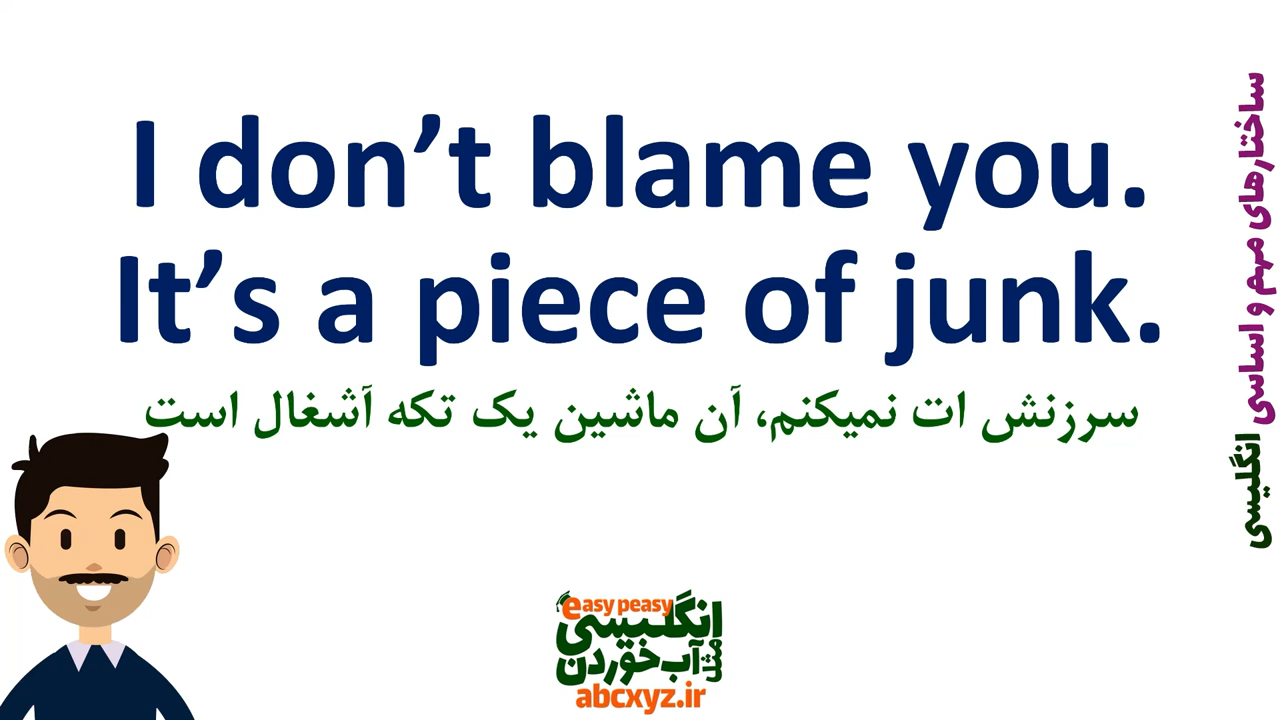 I don’t blame you.
It’s a piece of junk.
سرزنش ات نمیکنم، آن ماشین یک تکه آشغال است
ساختارهای مهم و اساسی انگلیسی
easy peasy
انگلیسی
مثل آب خوردن
abcxyz.ir